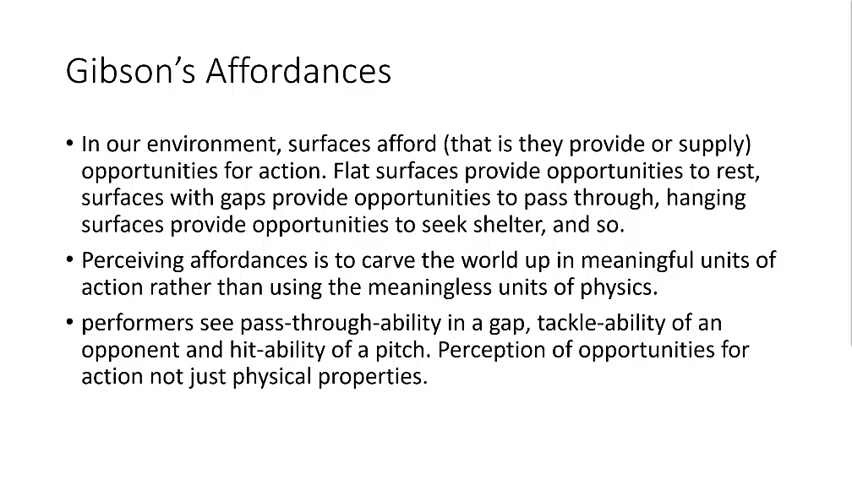 Gibson’s Affordances
• In our environment, surfaces afford (that is they provide or supply)
opportunities for action. Flat surfaces provide opportunities to rest,
surfaces with gaps provide opportunities to pass through, hanging
surfaces provide opportunities to seek shelter, and so.
• Perceiving affordances is to carve the world up in meaningful units of
action rather than using the meaningless units of physics.
• performers see pass-through-ability in a gap, tackle-ability of an
opponent and hit-ability of a pitch. Perception of opportunities for
action not just physical properties.